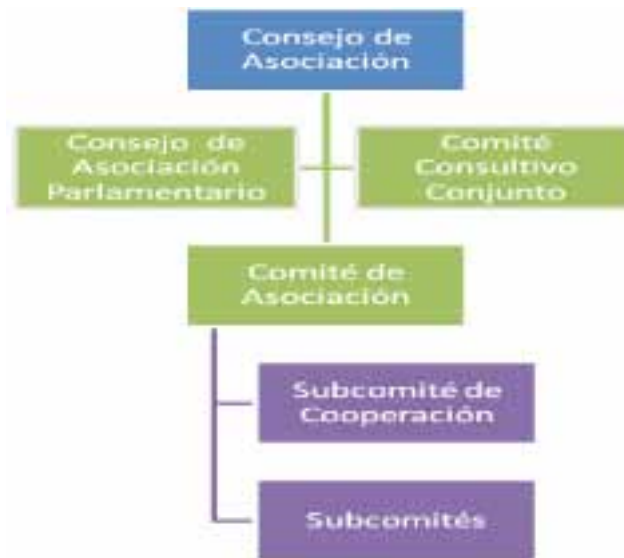 Consejo de
Asociación
Consejo de
Asociación
Parlamentario
Comité
Consultivo
Conjunto
Comité de
Asociación
Subcomité de
Cooperación
Subcomités